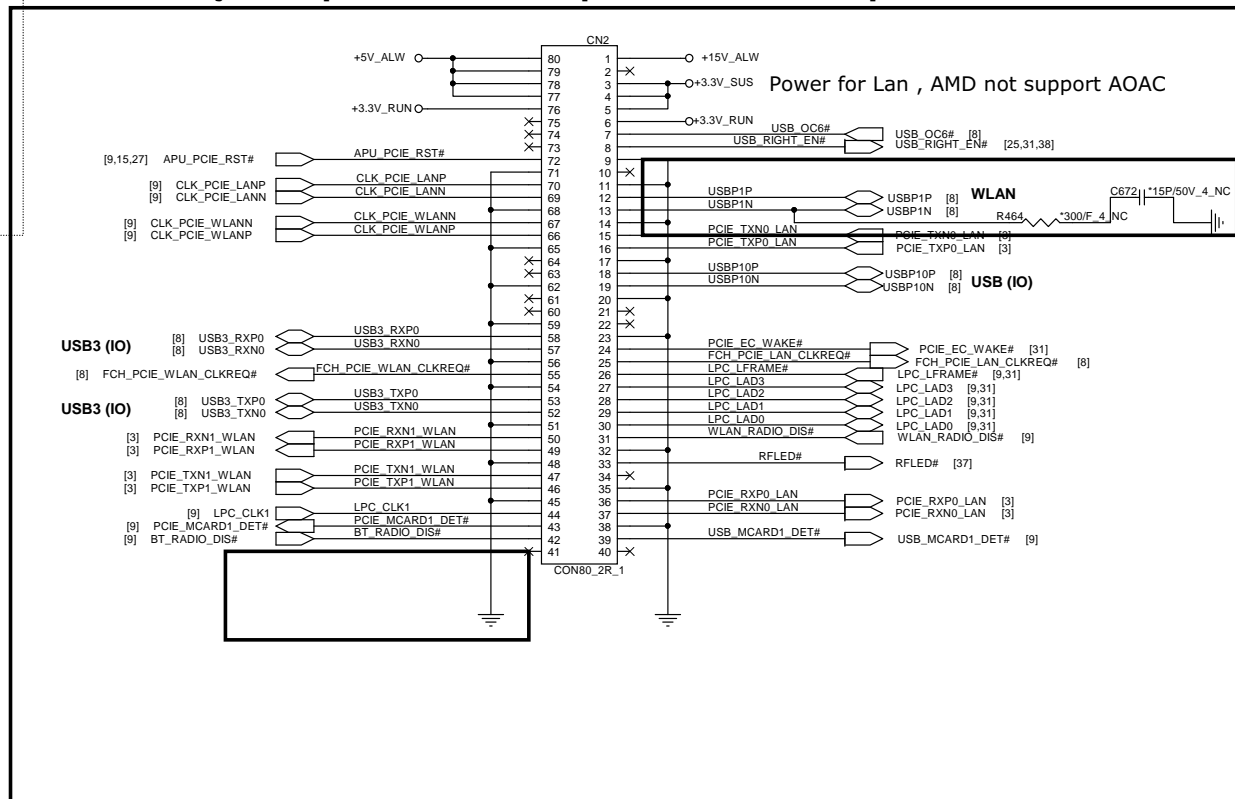 CN2
+5V_ALW 80 1 +15V_ALW
79 2
78 3 +3.3V_SUS Power for Lan , AMD not support AOAC
77 4
+3.3V_RUN 76 5
75 6 +3.3V_RUN
74 7 USB_OC6# USB_OC6# [8]
73 8 USB_RIGHT_EN# USB_RIGHT_EN# [25,31,38]
[9,15,27] APU_PCIE_RST# APU_PCIE_RST# 72 9
71 10
[9] CLK_PCIE_LANP CLK_PCIE_LANP 70 11
[9] CLK_PCIE_LANN CLK_PCIE_LANN 69 12 USBP1P USBP1P [8] WLAN C672 *15P/50V_4_NC
68 13 USBP1N USBP1N [8]
[9] CLK_PCIE_WLANN CLK_PCIE_WLANN 67 14 R464 *300/F_4_NC
[9] CLK_PCIE_WLANP CLK_PCIE_WLANP 66 15 PCIE_TXN0_LAN PCIE_TXN0_LAN [3]
65 16 PCIE_TXP0_LAN PCIE_TXP0_LAN [3]
64 17
63 18 USBP10P USBP10P [8]
62 19 USBP10N USBP10N [8] USB (IO)
61 20
60 21
59 22
USB3 (IO) [8] USB3_RXP0 USB3_RXP0 58 23
[8] USB3_RXN0 USB3_RXN0 57 24 PCIE_EC_WAKE# PCIE_EC_WAKE# [31]
56 25 FCH_PCIE_LAN_CLKREQ# FCH_PCIE_LAN_CLKREQ# [8]
[8] FCH_PCIE_WLAN_CLKREQ# FCH_PCIE_WLAN_CLKREQ# 55 26 LPC_LFRAME# LPC_LFRAME# [9,31]
54 27 LPC_LAD3 LPC_LAD3 [9,31]
USB3 (IO) [8] USB3_TXP0 USB3_TXP0 53 28 LPC_LAD2 LPC_LAD2 [9,31]
[8] USB3_TXN0 USB3_TXN0 52 29 LPC_LAD1 LPC_LAD1 [9,31]
51 30 LPC_LAD0 LPC_LAD0 [9,31]
[3] PCIE_RXN1_WLAN PCIE_RXN1_WLAN 50 31 WLAN_RADIO_DIS# WLAN_RADIO_DIS# [9]
[3] PCIE_RXP1_WLAN PCIE_RXP1_WLAN 49 32
48 33 RFLED# RFLED# [37]
[3] PCIE_TXN1_WLAN PCIE_TXN1_WLAN 47 34
[3] PCIE_TXP1_WLAN PCIE_TXP1_WLAN 46 35
45 36 PCIE_RXP0_LAN PCIE_RXP0_LAN [3]
[9] LPC_CLK1 LPC_CLK1 44 37 PCIE_RXN0_LAN PCIE_RXN0_LAN [3]
[9] PCIE_MCARD1_DET# PCIE_MCARD1_DET# 43 38
[9] BT_RADIO_DIS# BT_RADIO_DIS# 42 39 USB_MCARD1_DET# USB_MCARD1_DET# [9]
41 40
CON80_2R_1